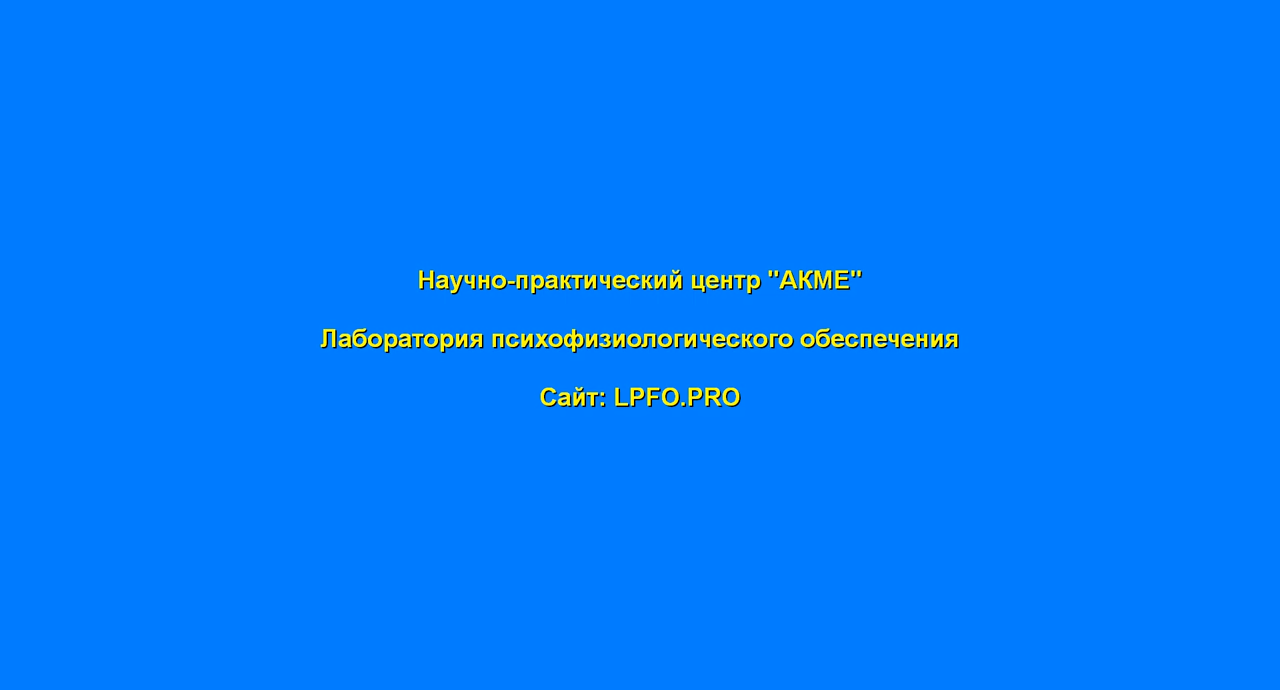 Научно-практический центр "АКМЕ"
Лаборатория психофизиологического обеспечения
Сайт: LPFO.PRO